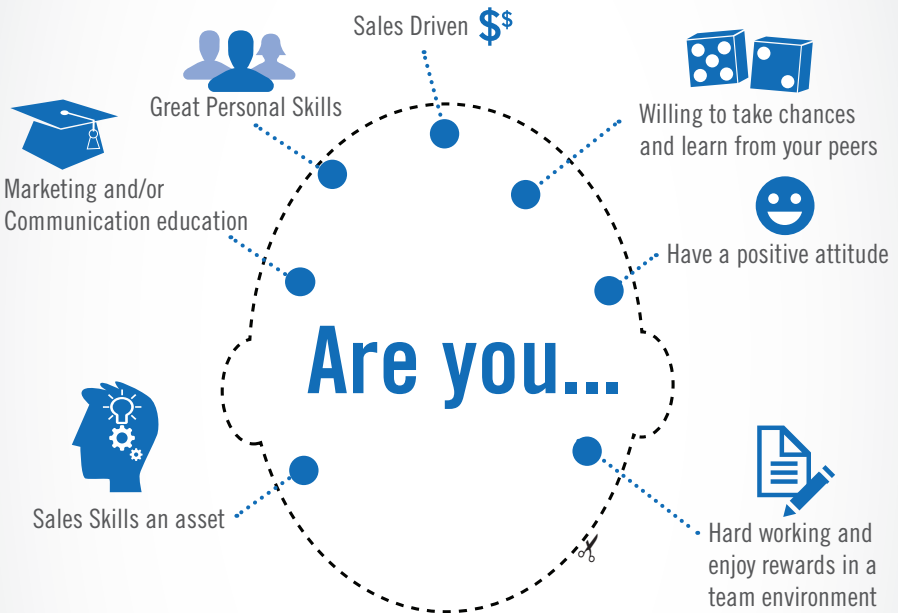 Sales Driven $$
Great Personal Skills
Willing to take chances
and learn from your peers
Marketing and/or
Communication education
Have a positive attitude
Are you...
Sales Skills an asset
Hard working and
enjoy rewards in a
team environment